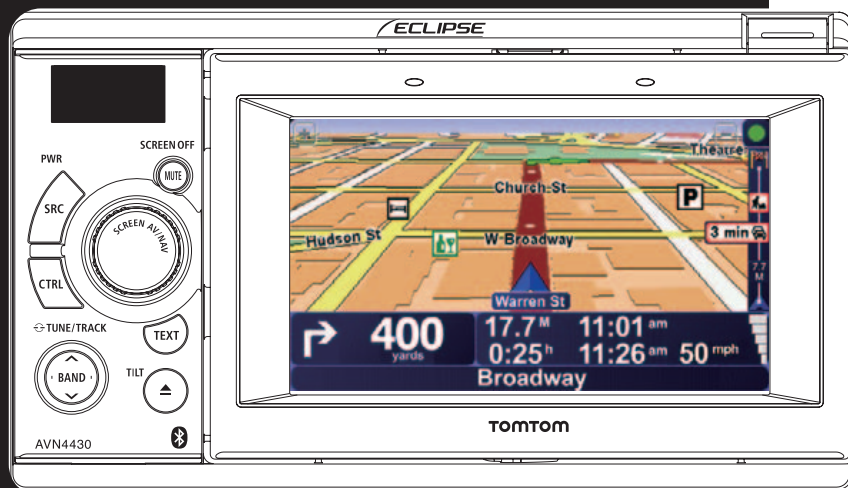 ECLIPSE
SCREEN OFF
PWR
MUTE
SRC
SCREEN AV/NAV
CTRL
TUNE/TRACK
TEXT
TILT
BAND
AVN4430
Theatre
Church St
P
Hudson St
W Broadway
3 min
7.7
M
Warren St
400
yards
17.7 M
11:01 am
0:25 h
11:26 am
50 mph
Broadway
TOMTOM